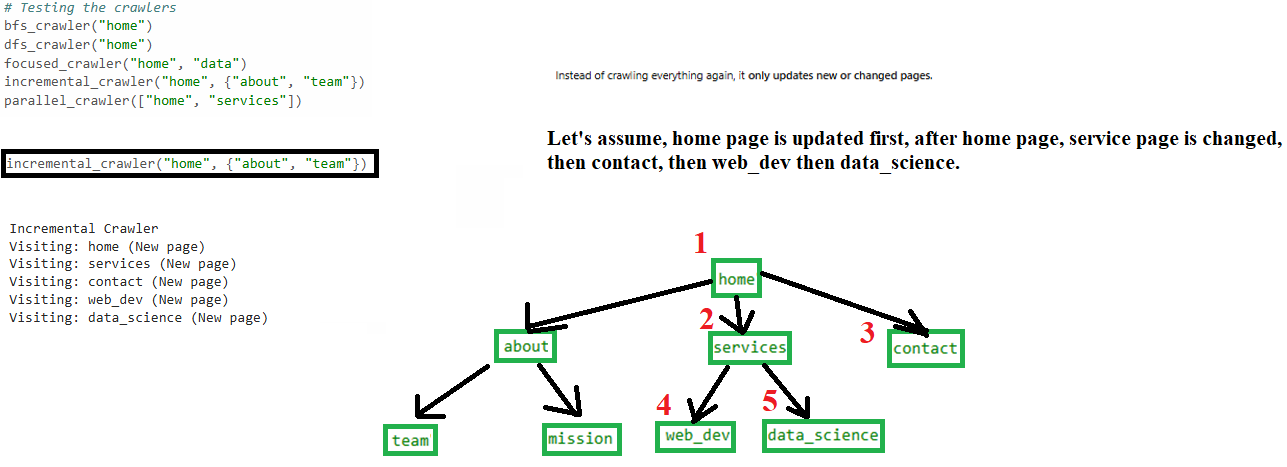 # Testing the crawlers
bfs_crawler("home")
dfs_crawler("home")
focused_crawler("home", "data")
incremental_crawler("home", {"about", "team"})
parallel_crawler(["home", "services"])
incremental_crawler("home", {"about", "team"})
Incremental Crawler
Visiting: home (New page)
Visiting: services (New page)
Visiting: contact (New page)
Visiting: web_dev (New page)
Visiting: data_science (New page)
Instead of crawling everything again, it only updates new or changed pages.
Let's assume, home page is updated first, after home page, service page is changed,
then contact, then web_dev then data_science.
1
home
2
3
about
services
contact
4
5
team
mission
web_dev
data_science